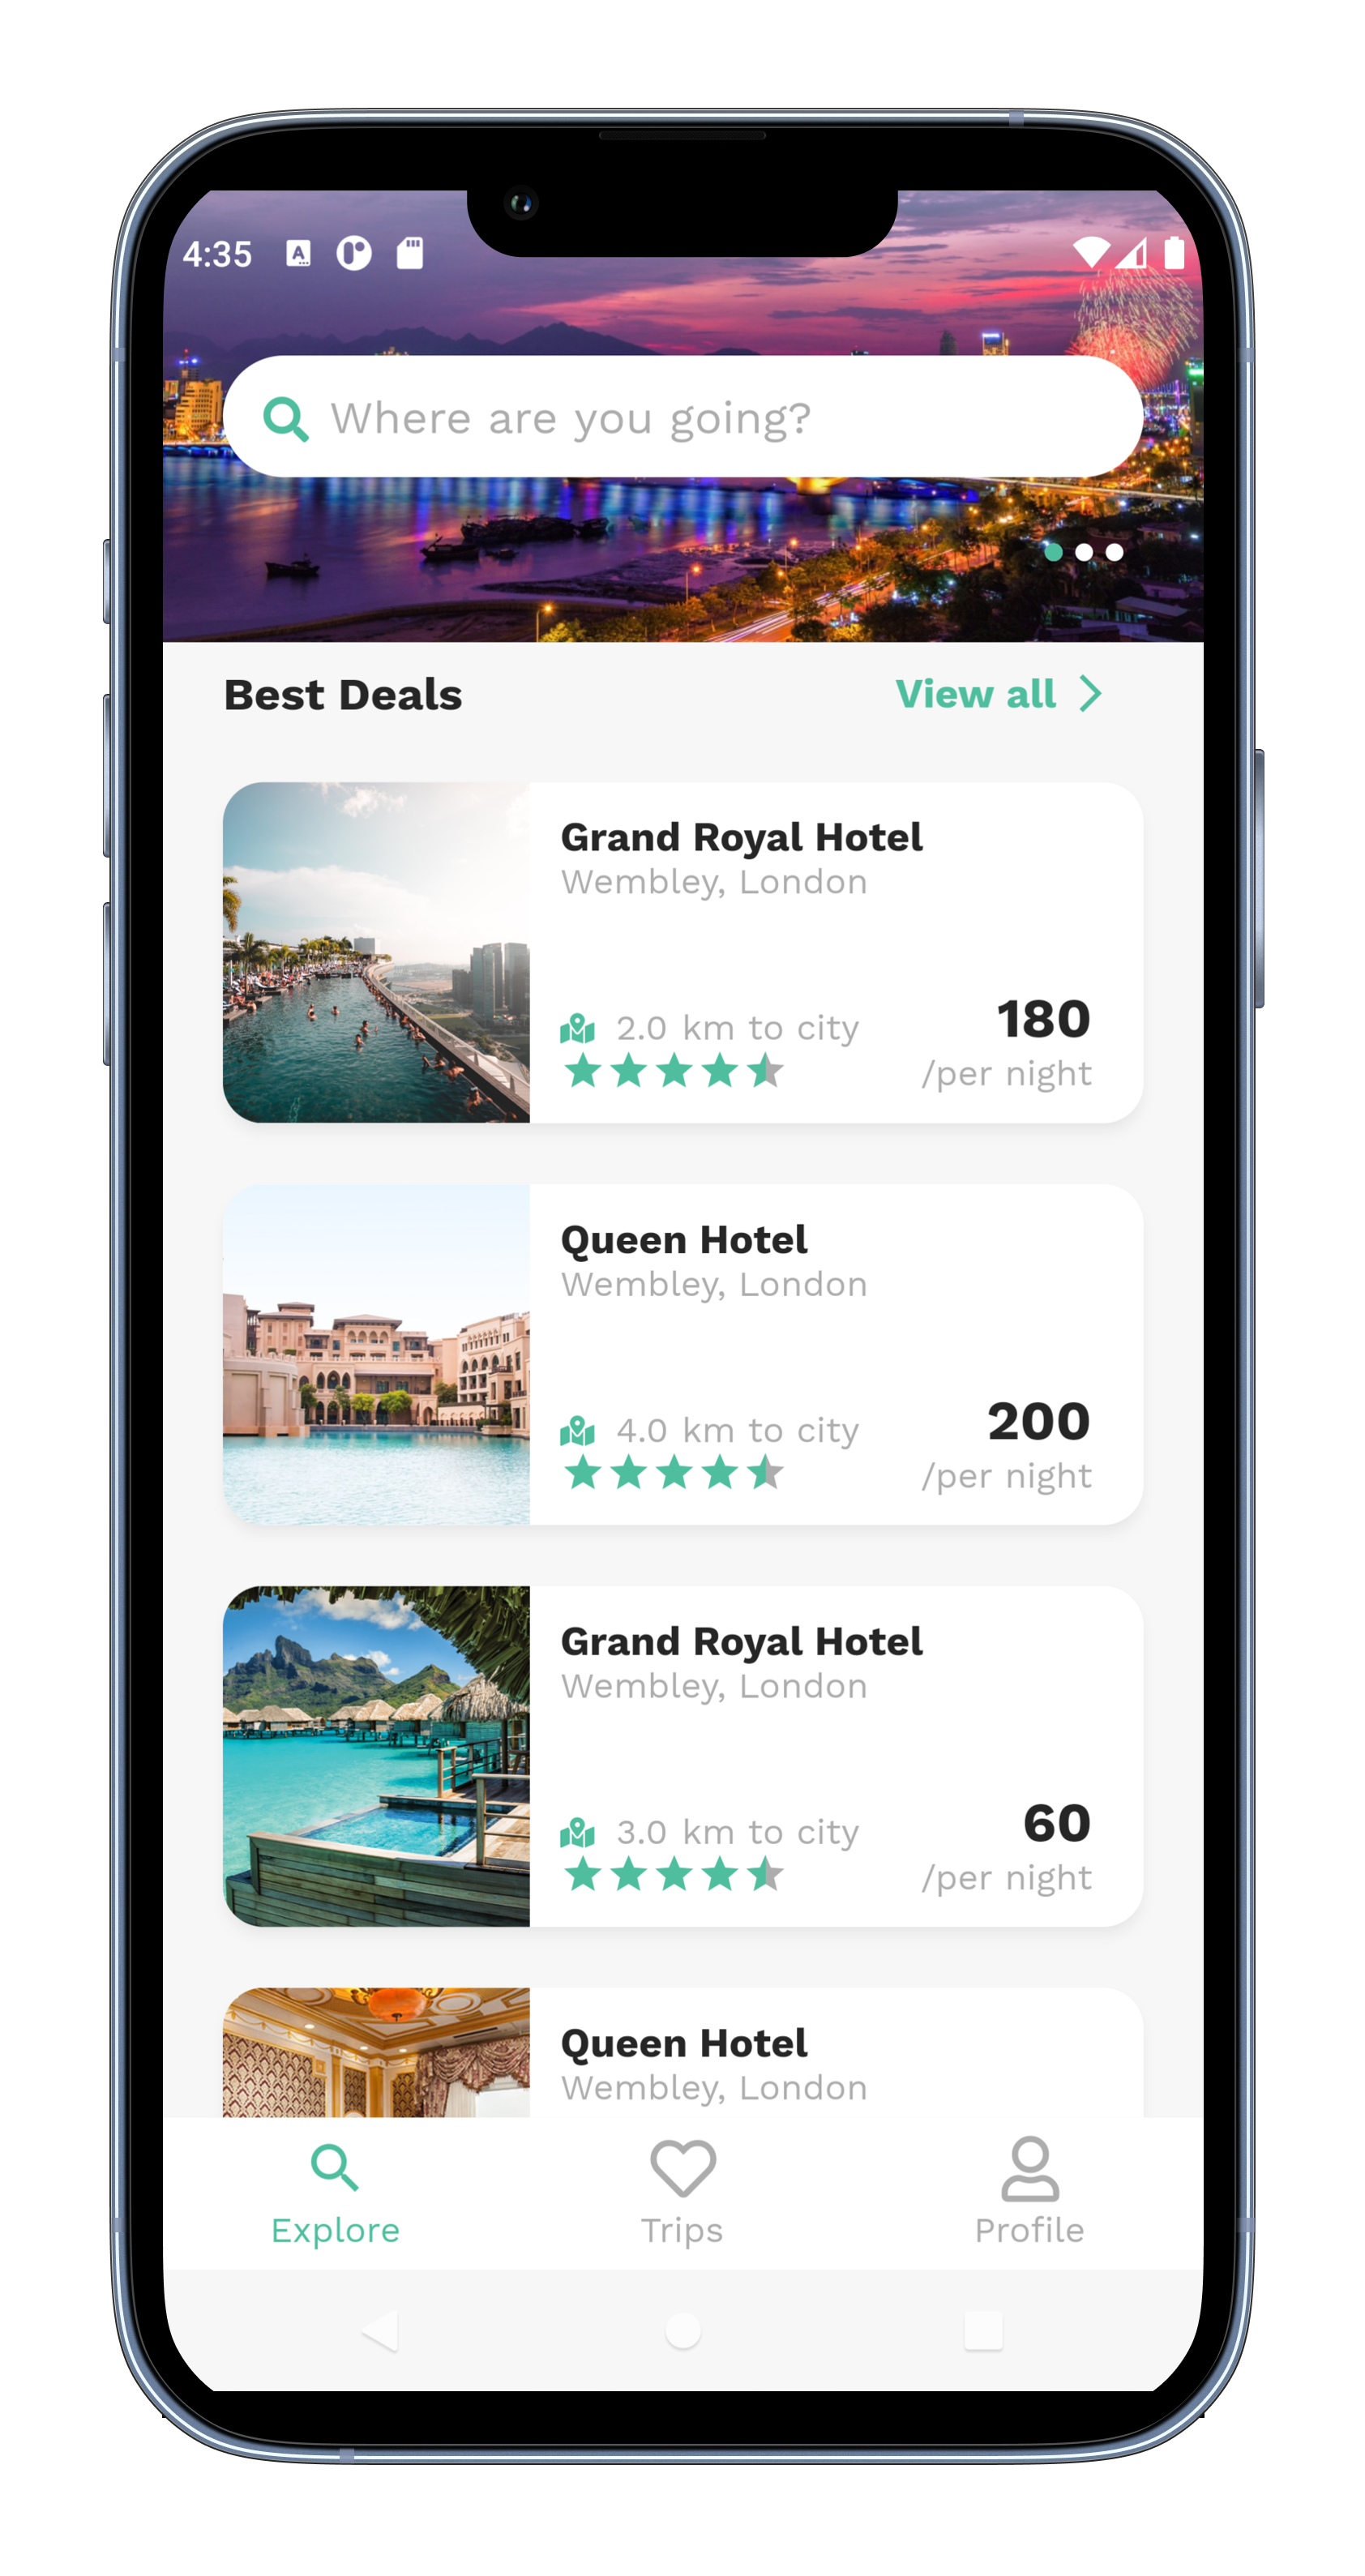 4:35
Where are you going?
Best Deals
View all
Grand Royal Hotel
Wembley, London
2.0 km to city
180
/per night
Queen Hotel
Wembley, London
4.0 km to city
200
/per night
Grand Royal Hotel
Wembley, London
3.0 km to city
60
/per night
Queen Hotel
Wembley, London
Explore
Trips
Profile